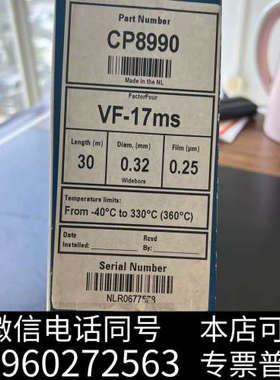 Part Number
CP8990
Made in the NL
FactorFour
VF-17ms
Length (m) Diam. (mm) Film (µm)
30 0.32 0.25
Widebore
Temperature limits:
From -40°C to 330°C (360°C)
Date Rcvd
Installed: By:
Serial Number
微信电话同号 本店可
960272563 专票普票